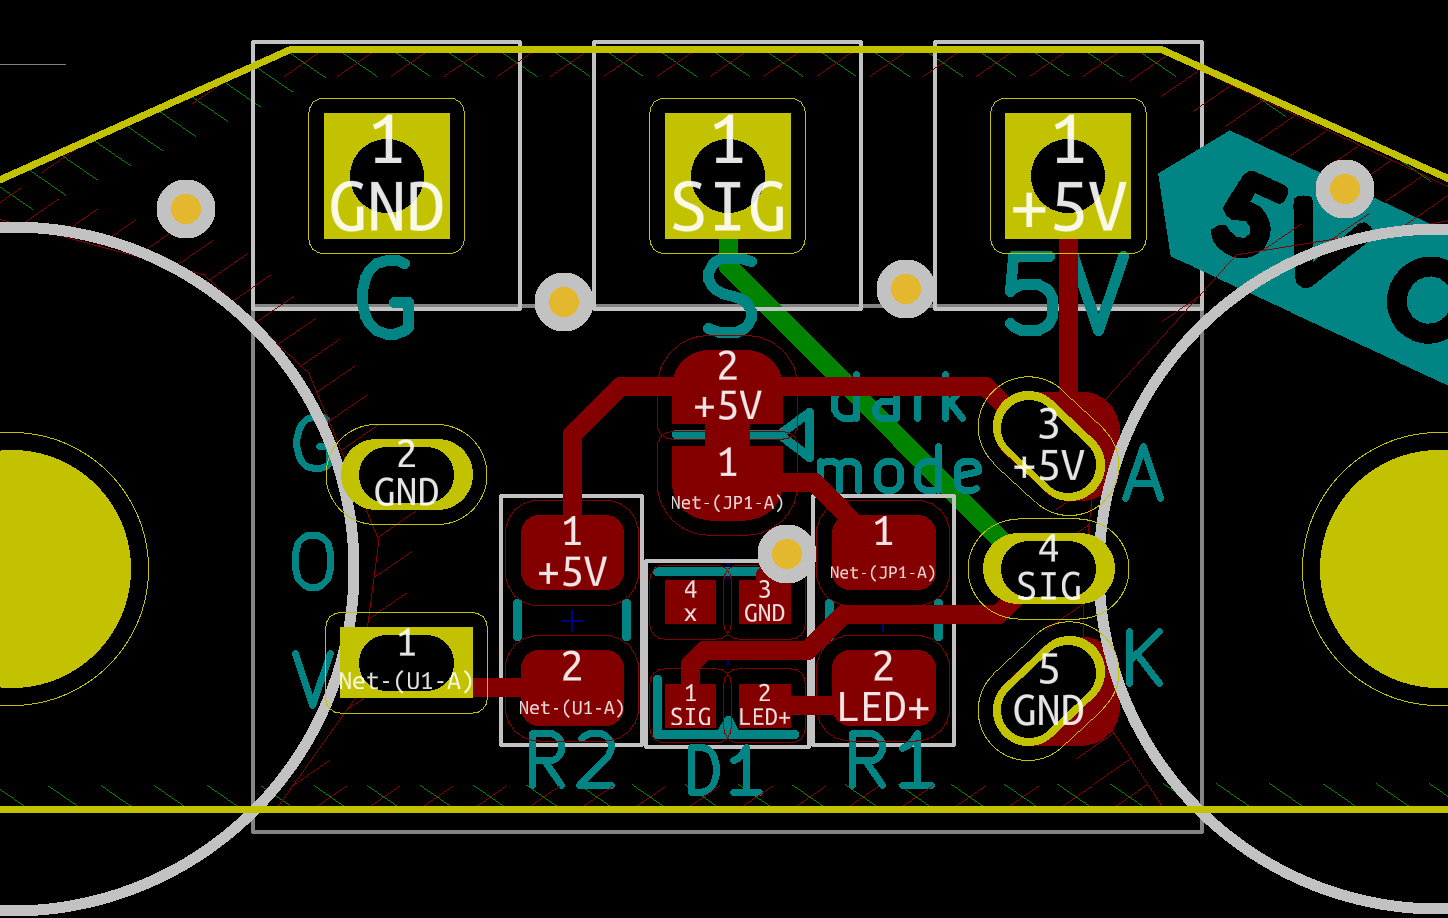 1
GND
1
SIG
1
+5V
5V
G
S
5V
2
+5V
dark
mode
1
Net-(JP1-A)
3
+5V
A
G
O
V
2
GND
1
+5V
1
Net-(JP1-A)
4
SIG
4
x
3
GND
1
Net-(U1-A)
2
Net-(U1-A)
1
SIG
2
LED+
2
LED+
5
GND
K
R2
D1
R1